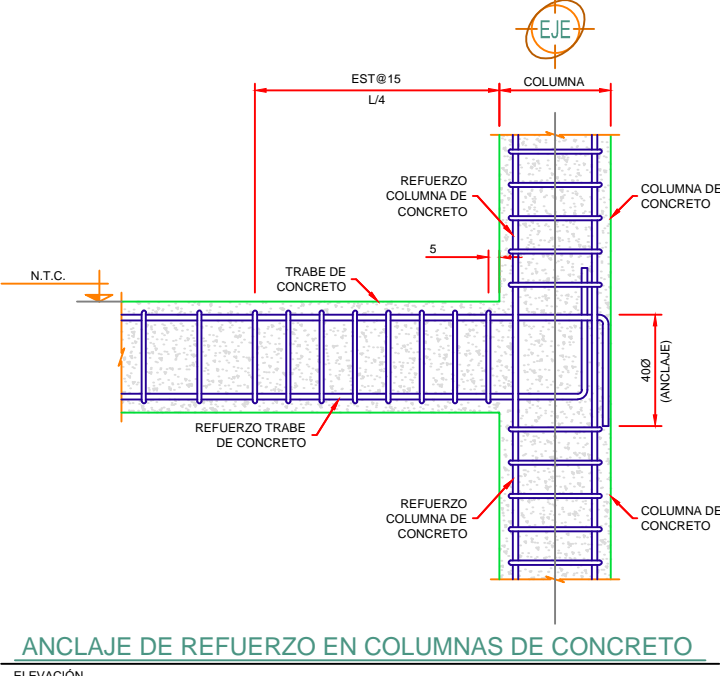 EJE
EST@15
COLUMNA
L/4
REFUERZO
COLUMNA DE
CONCRETO
COLUMNA DE
CONCRETO
5
TRABE DE
CONCRETO
N.T.C.
40Ø
(ANCLAJE)
REFUERZO TRABE
DE CONCRETO
REFUERZO
COLUMNA DE
CONCRETO
COLUMNA DE
CONCRETO
ANCLAJE DE REFUERZO EN COLUMNAS DE CONCRETO
ELEVACIÓN